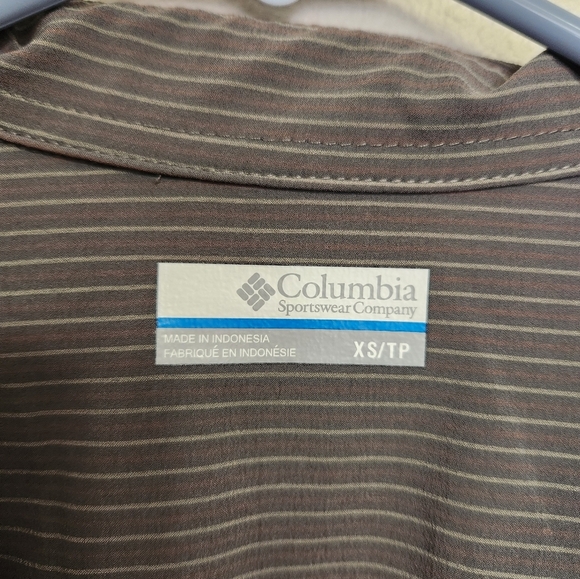 Columbia
Sportswear Company
MADE IN INDONESIA
FABRIQUÉ EN INDONÉSIE
XS/TP